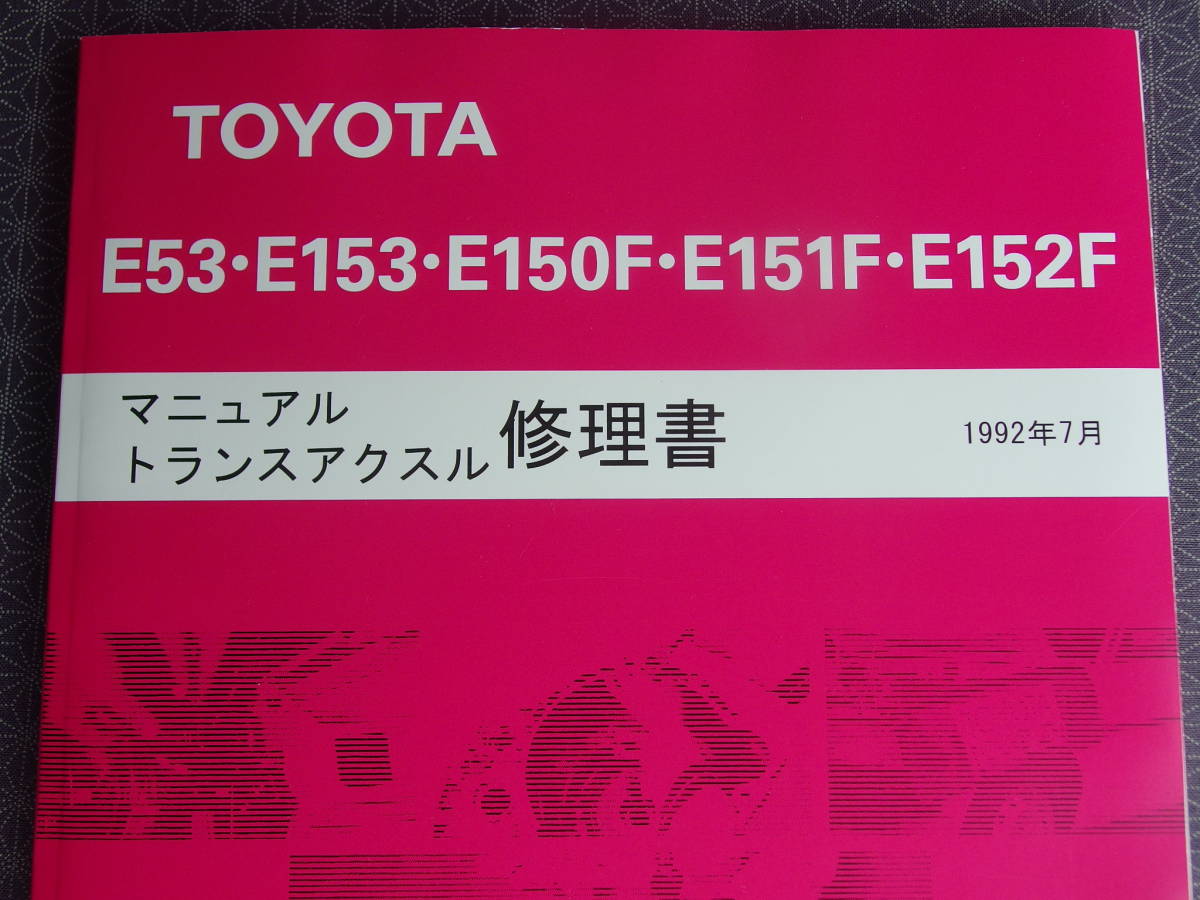 TOYOTA
E53・E153・E150F・E151F・E152F
マニュアル
トランスアクスル
修理書
1992年7月